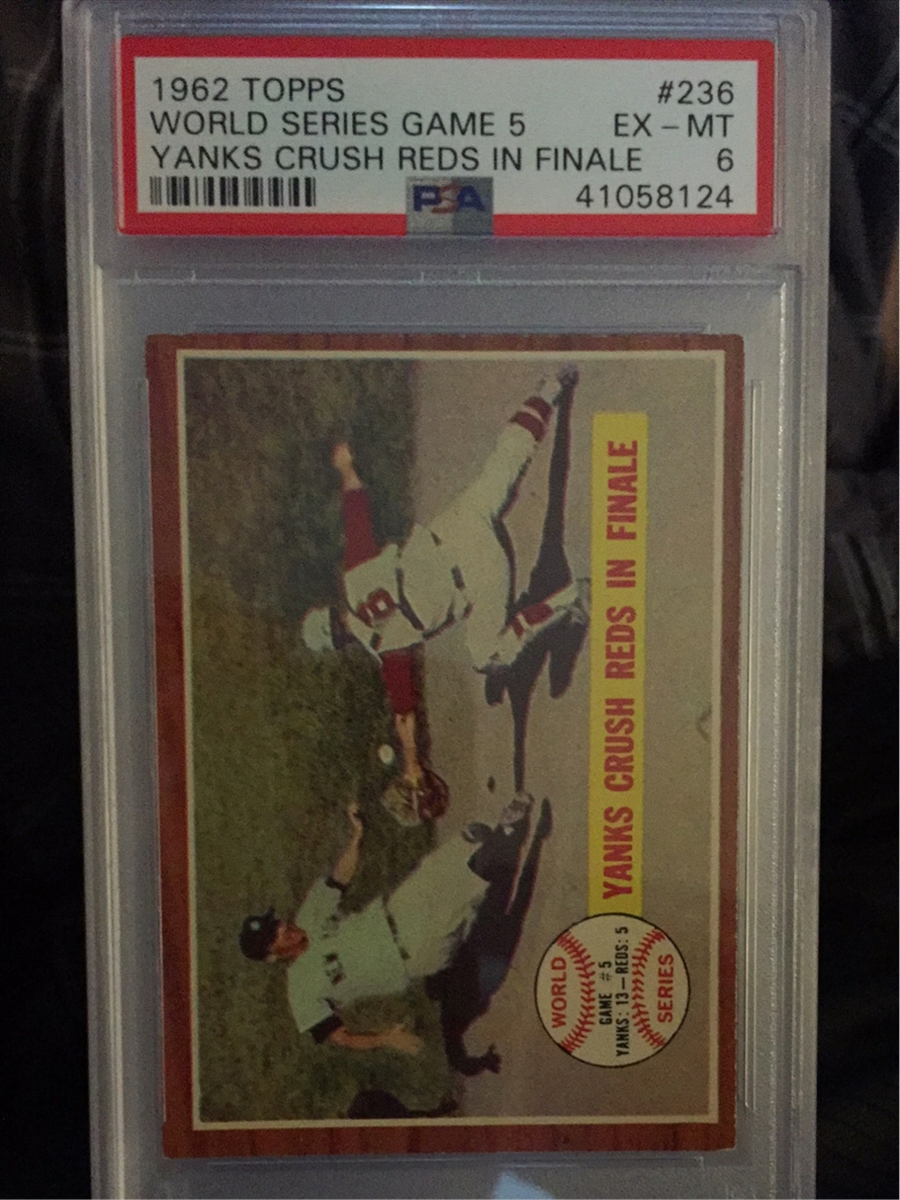 1962 TOPPS #236
WORLD SERIES GAME 5 EX - MT
YANKS CRUSH REDS IN FINALE 6
PSA 41058124
YANKS CRUSH REDS IN FINALE
WORLD
GAME #5
YANKS: 13—REDS: 5
SERIES
NEW